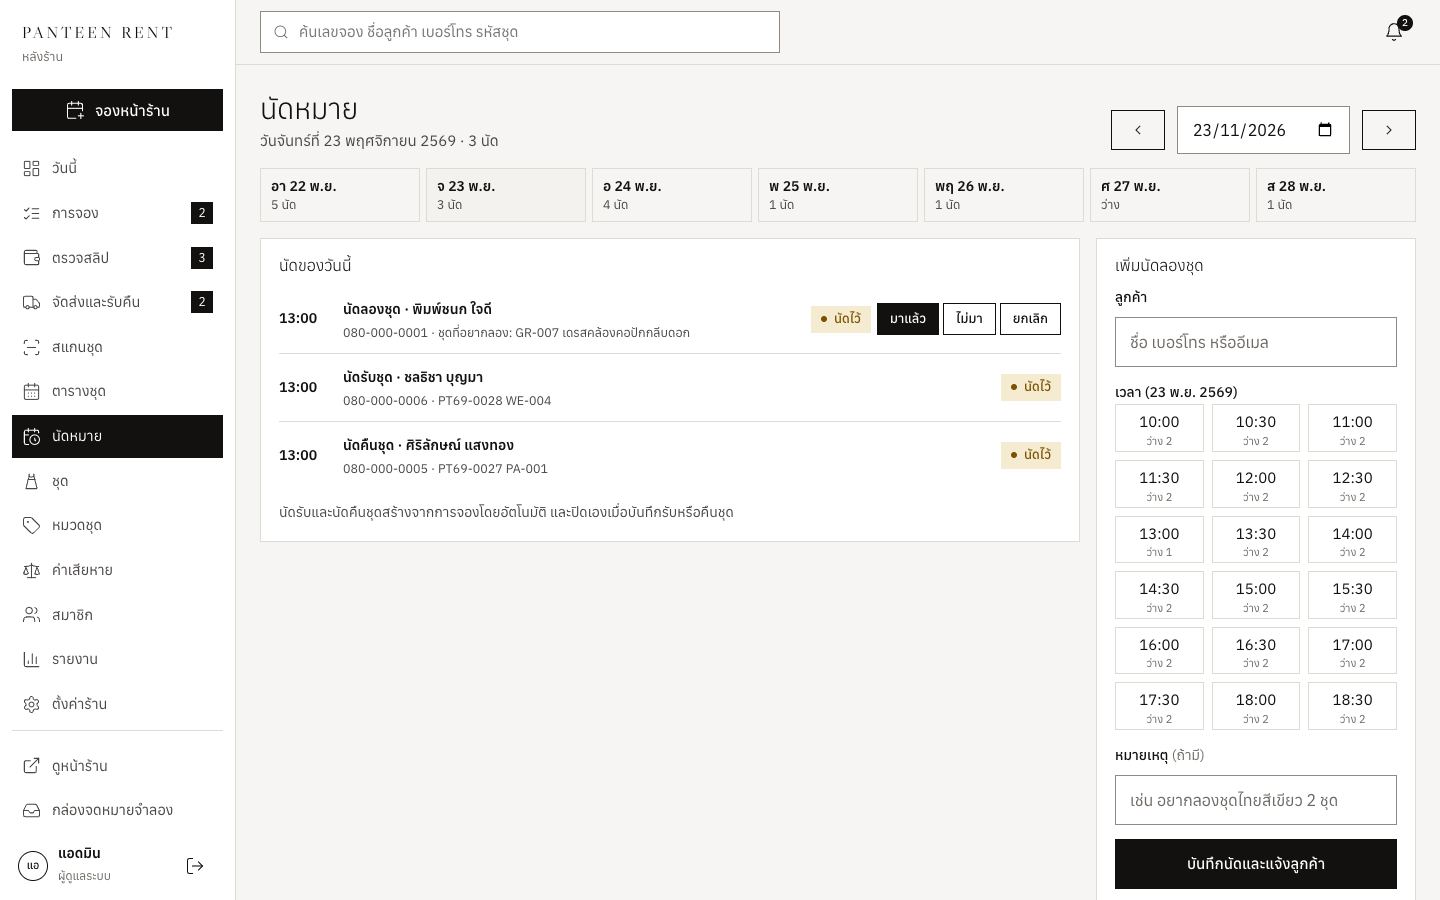 PANTEEN RENT
หลังร้าน
จองหน้าร้าน
วันนี้
การจอง 2
ตรวจสลิป 3
จัดส่งและรับคืน 2
สแกนชุด
ตารางชุด
นัดหมาย
ชุด
หมวดชุด
ค่าเสียหาย
สมาชิก
รายงาน
ตั้งค่าร้าน
ดูหน้าร้าน
กล่องจดหมายจำลอง
แอ
แอดมิน
ผู้ดูแลระบบ
ค้นเลขจอง ชื่อลูกค้า เบอร์โทร รหัสชุด
2
นัดหมาย
วันจันทร์ที่ 23 พฤศจิกายน 2569 · 3 นัด
23/11/2026
อา 22 พ.ย.
5 นัด
จ 23 พ.ย.
3 นัด
อ 24 พ.ย.
4 นัด
พ 25 พ.ย.
1 นัด
พฤ 26 พ.ย.
1 นัด
ศ 27 พ.ย.
ว่าง
ส 28 พ.ย.
1 นัด
นัดของวันนี้
13:00
นัดลองชุด · พิมพ์ชนก ใจดี
080-000-0001 · ชุดที่อยากลอง: GR-007 เดรสคล้องคอปักกลีบดอก
นัดไว้ มาแล้ว ไม่มา ยกเลิก
13:00
นัดรับชุด · ชลธิชา บุญมา
080-000-0006 · PT69-0028 WE-004
นัดไว้
13:00
นัดคืนชุด · ศิริลักษณ์ แสงทอง
080-000-0005 · PT69-0027 PA-001
นัดไว้
นัดรับและนัดคืนชุดสร้างจากการจองโดยอัตโนมัติ และปิดเองเมื่อบันทึกรับหรือคืนชุด
เพิ่มนัดลองชุด
ลูกค้า
ชื่อ เบอร์โทร หรืออีเมล
เวลา (23 พ.ย. 2569)
10:00 10:30 11:00
ว่าง 2 ว่าง 2 ว่าง 2
11:30 12:00 12:30
ว่าง 2 ว่าง 2 ว่าง 2
13:00 13:30 14:00
ว่าง 1 ว่าง 2 ว่าง 2
14:30 15:00 15:30
ว่าง 2 ว่าง 2 ว่าง 2
16:00 16:30 17:00
ว่าง 2 ว่าง 2 ว่าง 2
17:30 18:00 18:30
ว่าง 2 ว่าง 2 ว่าง 2
หมายเหตุ (ถ้ามี)
เช่น อยากลองชุดไทยสีเขียว 2 ชุด
บันทึกนัดและแจ้งลูกค้า